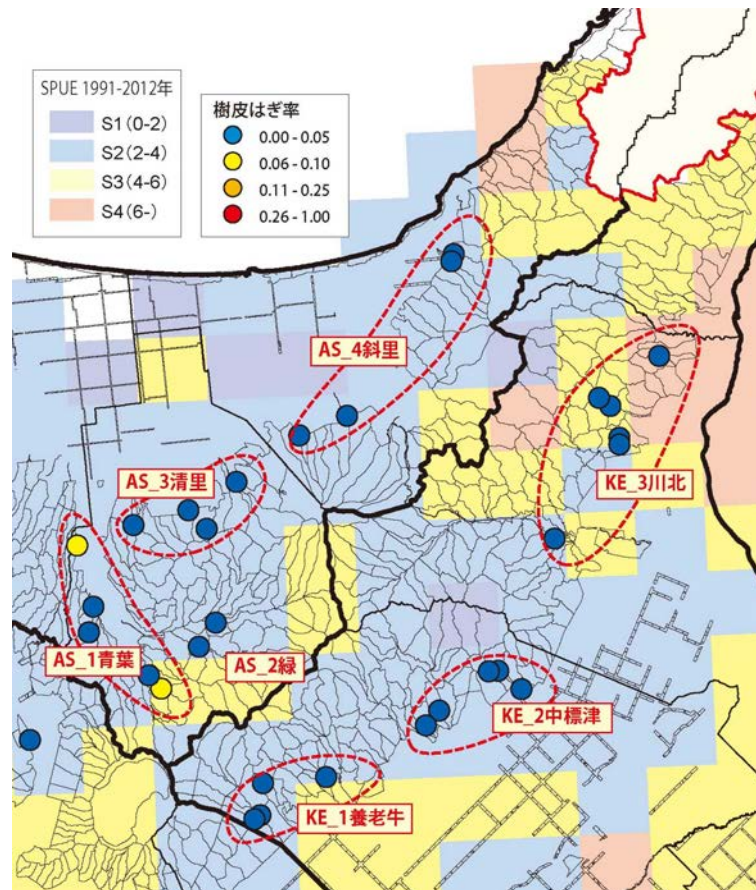 SPUE 1991-2012年
S1(0-2)
S2(2-4)
S3(4-6)
S4(6-)
樹皮はぎ率
0.00 - 0.05
0.06 - 0.10
0.11 - 0.25
0.26 - 1.00
AS_4斜里
AS_3清里
KE_3川北
AS_1青葉
AS_2緑
KE_2中標津
KE_1養老牛